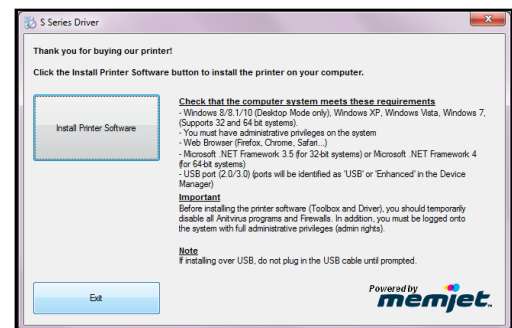 S Series Driver
Thank you for buying our printer!
Click the Install Printer Software button to install the printer on your computer.
Install Printer Software
Check that the computer system meets these requirements
- Windows 8/8.1/10 (Desktop Mode only), Windows XP, Windows Vista, Windows 7,
(Supports 32 and 64 bit systems).
- You must have administrative privileges on the system
- Web Browser (Firefox, Chrome, Safari...)
- Microsoft .NET Framework 3.5 (for 32-bit systems) or Microsoft .NET Framework 4
(for 64-bit systems)
- USB port (2.0/3.0) (ports will be identified as 'USB' or 'Enhanced' in the Device
Manager)
Important
Before installing the printer software (Toolbox and Driver), you should temporarily
disable all Anitvirus programs and Firewalls. In addition, you must be logged onto
the system with full administrative privileges (admin rights).
Note
If installing over USB, do not plug in the USB cable until prompted.
Exit
Powered by
memjet